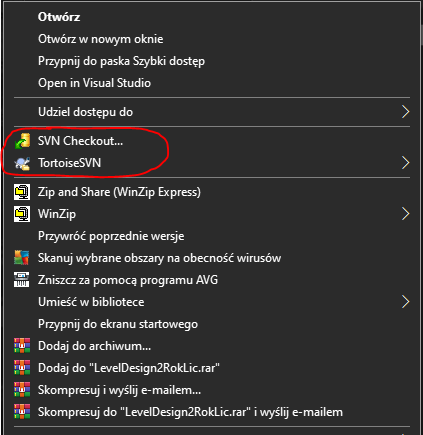 Otwórz
Otwórz w nowym oknie
Przypnij do paska Szybki dostęp
Open in Visual Studio
Udziel dostępu do
SVN Checkout...
TortoiseSVN
Zip and Share (WinZip Express)
WinZip
Przywróć poprzednie wersje
Skanuj wybrane obszary na obecność wirusów
Zniszcz za pomocą programu AVG
Umieść w bibliotece
Przypnij do ekranu startowego
Dodaj do archiwum...
Dodaj do "LevelDesign2RokLic.rar"
Skompresuj i wyślij e-mailem...
Skompresuj do "LevelDesign2RokLic.rar" i wyślij e-mailem